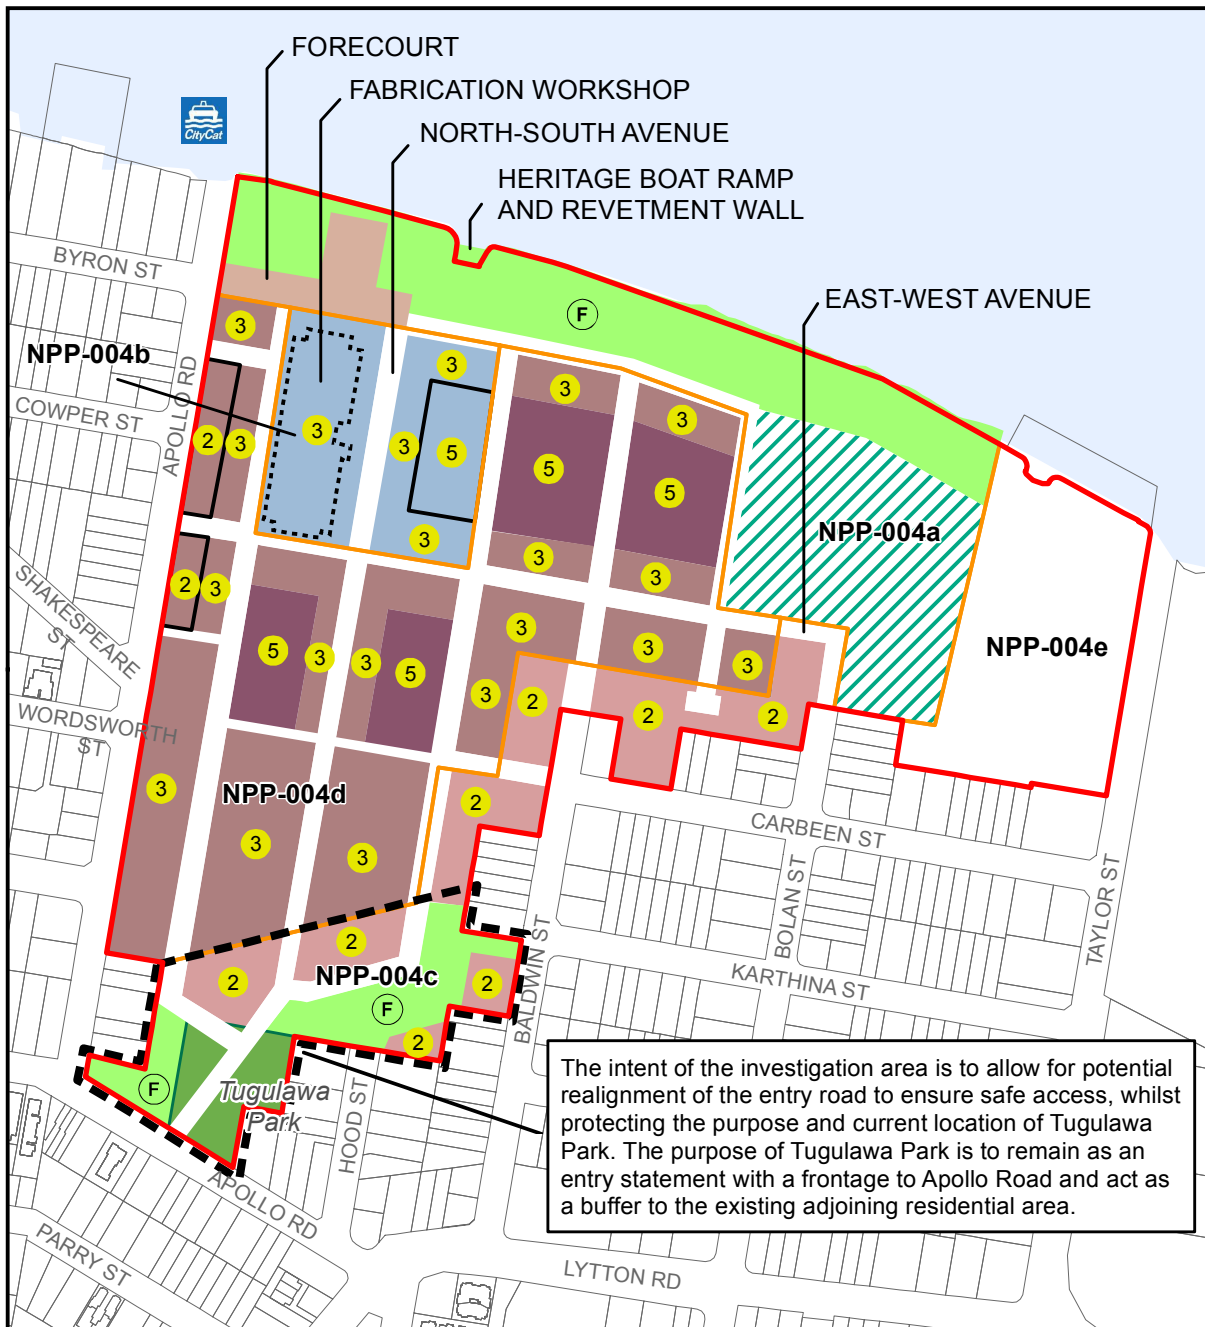 FORECOURT
FABRICATION WORKSHOP
CityCat
NORTH-SOUTH AVENUE
HERITAGE BOAT RAMP
AND REVETMENT WALL
BYRON ST
EAST-WEST AVENUE
F
3
NPP-004b
APOLLO RD
COWPER ST
3
3
3
3
3
2
3
3
5
5
5
3
3
3
NPP-004a
SHAKESPEARE
ST
2
3
3
5
3
3
5
3
3
3
NPP-004e
WORDSWORTH
ST
3
2
2
2
3
NPP-004d
2
CARBEEN ST
3
3
BOLAN ST
TAYLOR ST
2
NPP-004c
2
2
BALDWIN ST
KARTHINA ST
F
2
F
Tugulawa
Park
HOOD ST
The intent of the investigation area is to allow for potential
realignment of the entry road to ensure safe access, whilst
protecting the purpose and current location of Tugulawa
Park. The purpose of Tugulawa Park is to remain as an
entry statement with a frontage to Apollo Road and act as
a buffer to the existing adjoining residential area.
APOLLO RD
PARRY ST
LYTTON RD